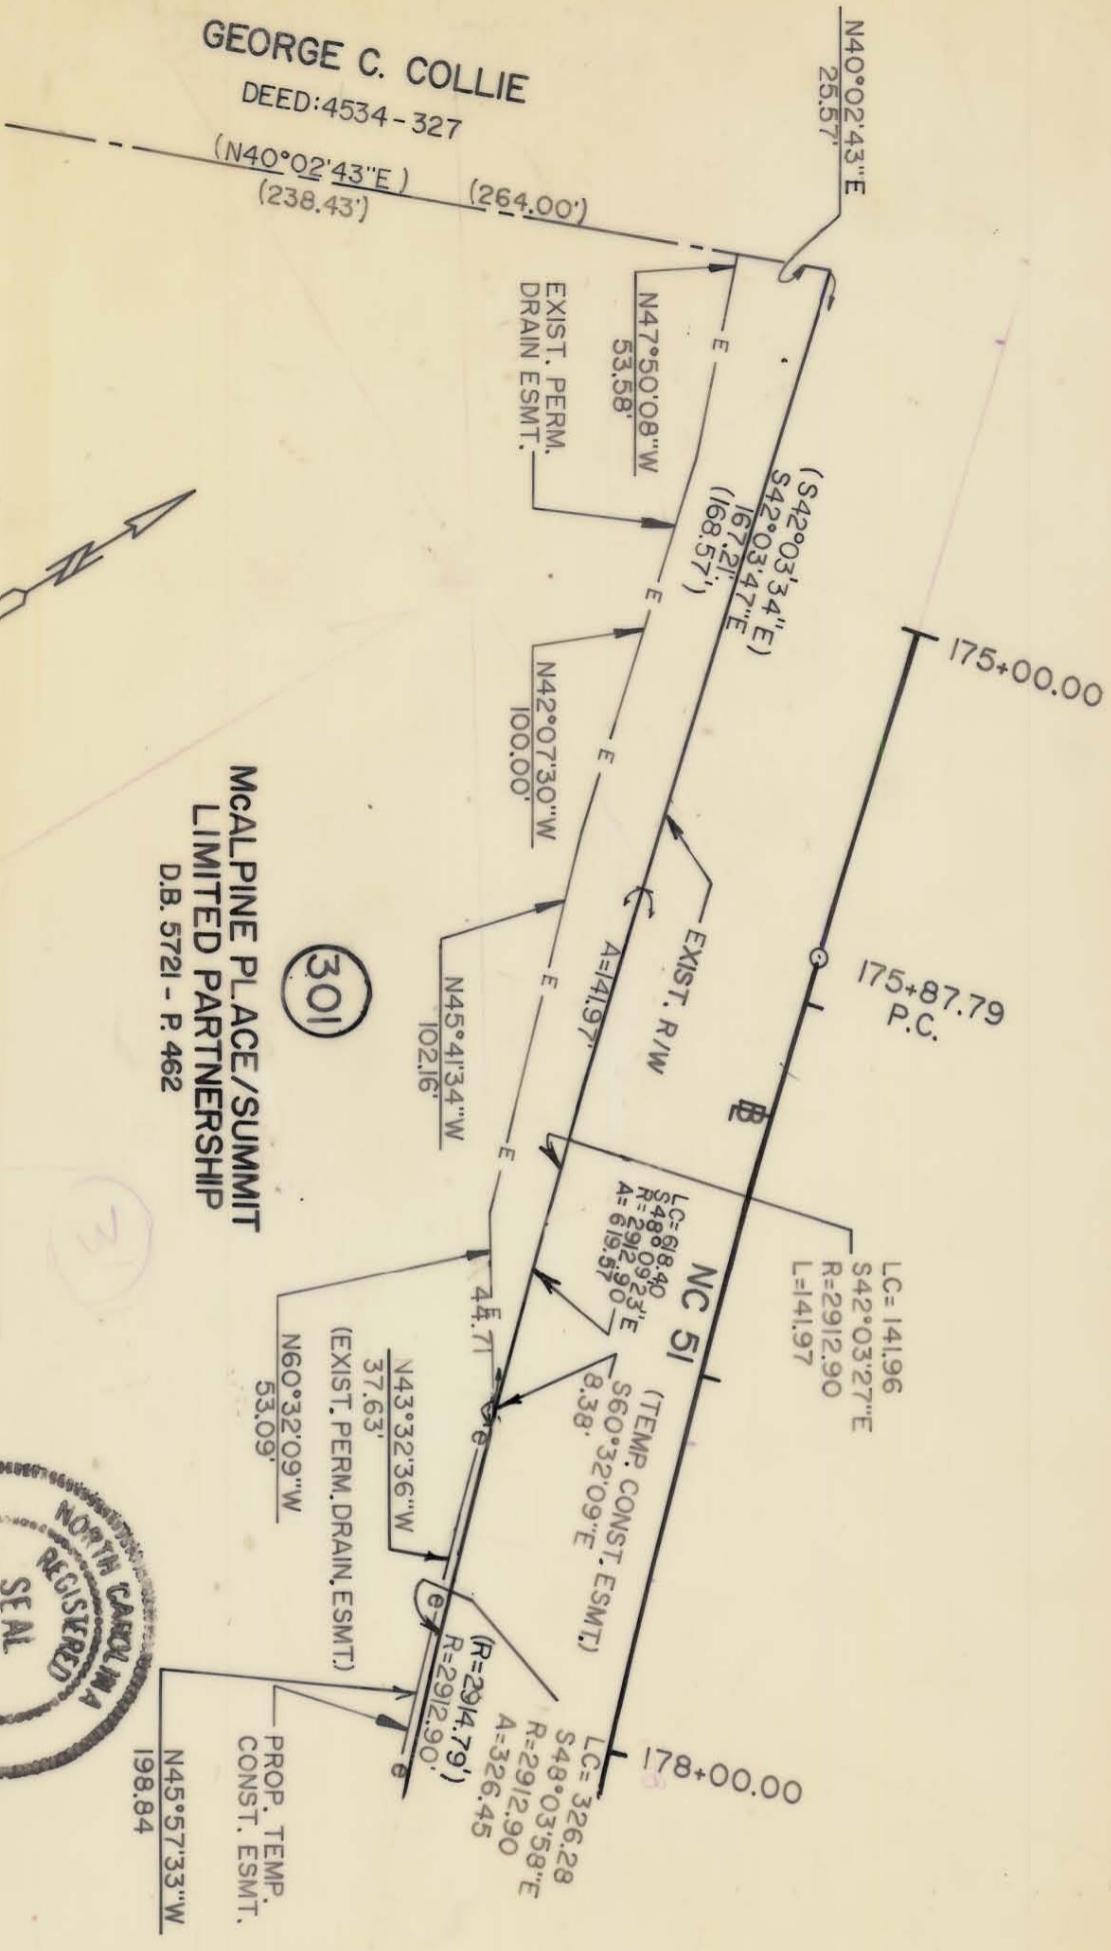 GEORGE C. COLLIE
DEED:4534-327
(N40°02'43"E)
(238.43')
(264.00')
N40°02'43"E
25.57'
N47°50'08"W
53.58'
EXIST. PERM.
DRAIN ESMT.
E
E
E
E
E
E
(S42°03'34"E)
S42°03'47"E
167.21'
(168.57')
175+00.00
N42°07'30"W
100.00'
EXIST. R/W
A=141.97'
175+87.79
P.C.
N45°41'34"W
102.16'
301
McALPINE PLACE/SUMMIT
LIMITED PARTNERSHIP
D.B. 5721-P. 462
31
LC=141.96
S42°03'27"E
R=2912.90
L=141.97
NC 51
LC=618.40
S48°09'23"E
R=2912.90
A=619.57
44.71
N60°32'09"W
53.09'
N43°32'36"W
37.63'
(EXIST. PERM. DRAIN. ESMT.)
(TEMP. CONST. ESMT.)
S60°32'09"E
8.38'
e
e
e
(R=2914.79')
R=2912.90'
LC=326.28
S48°03'58"E
R=2912.90
A=326.45
178+00.00
PROP. TEMP.
CONST. ESMT.
N45°57'33"W
198.84
NORTH CAROLINA
REGISTERED
SEAL